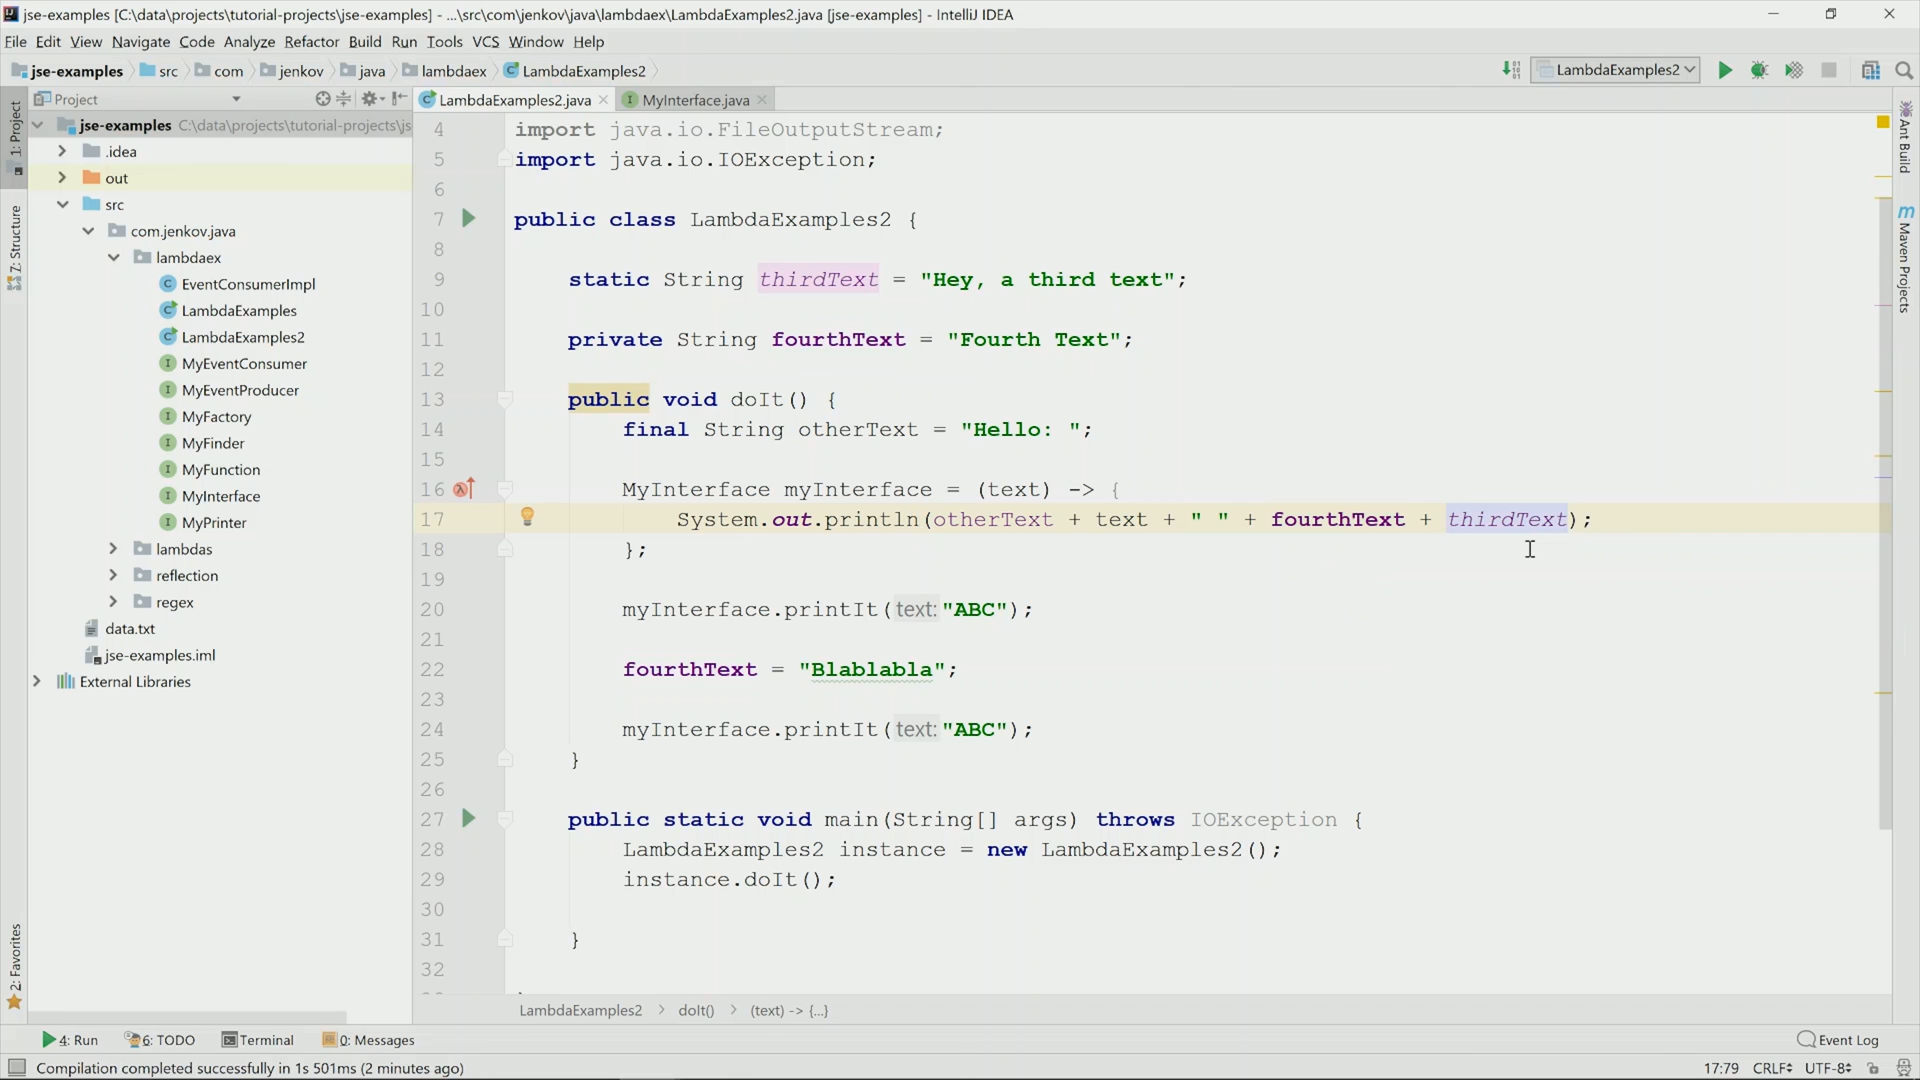 jse-examples [C:\data\projects\tutorial-projects\jse-examples] - ...\src\com\jenkov\java\lambdaex\LambdaExamples2.java [jse-examples] - IntelliJ IDEA
File Edit View Navigate Code Analyze Refactor Build Run Tools VCS Window Help
jse-examples src com jenkov java lambdaex LambdaExamples2
LambdaExamples2
Project
LambdaExamples2.java MyInterface.java
1: Project
Z: Structure
2: Favorites
jse-examples C:\data\projects\tutorial-projects\js
.idea
out
src
com.jenkov.java
lambdaex
EventConsumerImpl
LambdaExamples
LambdaExamples2
MyEventConsumer
MyEventProducer
MyFactory
MyFinder
MyFunction
MyInterface
MyPrinter
lambdas
reflection
regex
data.txt
jse-examples.iml
External Libraries
4 import java.io.FileOutputStream;
5 import java.io.IOException;
6
7 public class LambdaExamples2 {
8
9 static String thirdText = "Hey, a third text";
10
11 private String fourthText = "Fourth Text";
12
13 public void doIt() {
14 final String otherText = "Hello: ";
15
16 MyInterface myInterface = (text) -> {
17 System.out.println(otherText + text + " " + fourthText + thirdText);
18 };
19
20 myInterface.printIt(text: "ABC");
21
22 fourthText = "Blablabla";
23
24 myInterface.printIt(text: "ABC");
25 }
26
27 public static void main(String[] args) throws IOException {
28 LambdaExamples2 instance = new LambdaExamples2();
29 instance.doIt();
30
31 }
32
LambdaExamples2 doIt() (text) -> {...}
Ant Build
Maven Projects
4: Run 6: TODO Terminal 0: Messages Event Log
Compilation completed successfully in 1s 501ms (2 minutes ago) 17:79 CRLF UTF-8